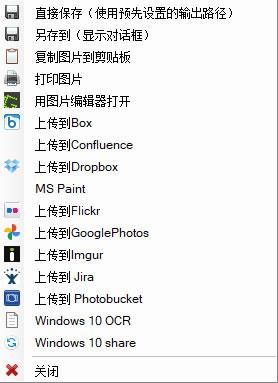 直接保存（使用预先设置的输出路径）
另存到（显示对话框）
复制图片到剪贴板
打印图片
用图片编辑器打开
上传到Box
上传到Confluence
上传到Dropbox
MS Paint
上传到Flickr
上传到GooglePhotos
上传到Imgur
上传到 Jira
上传到 Photobucket
Windows 10 OCR
Windows 10 share
关闭